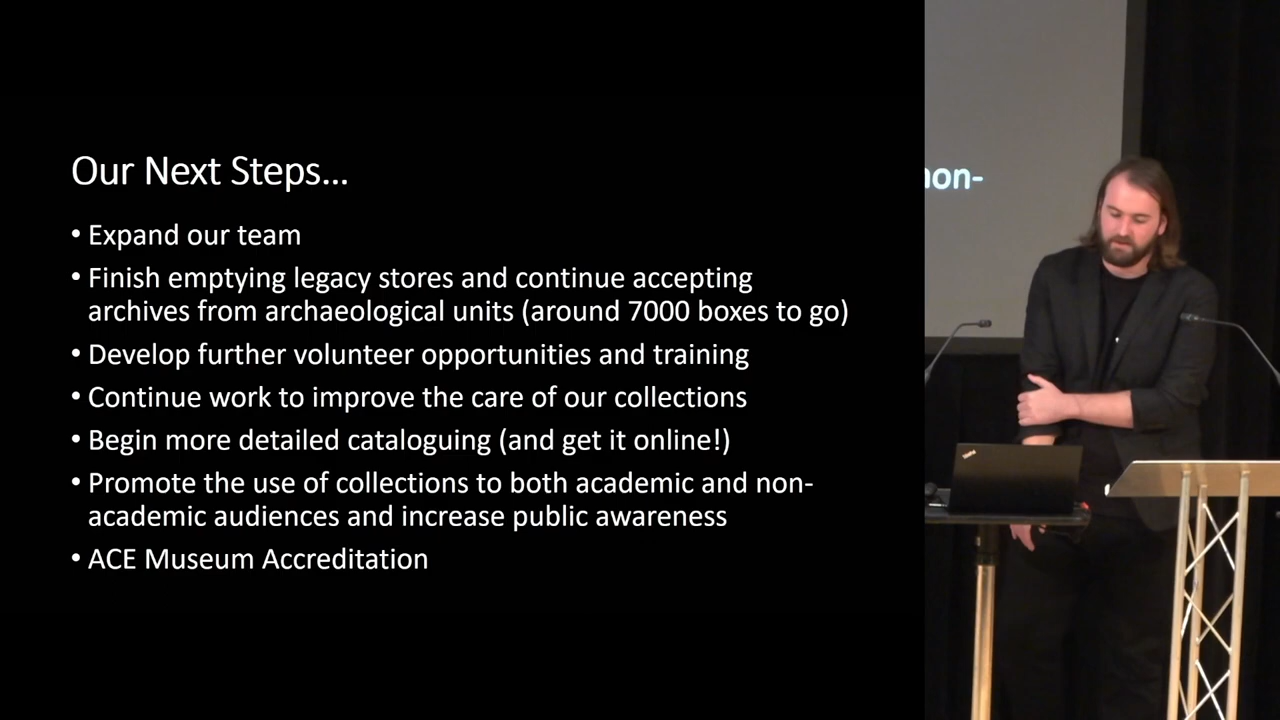 Our Next Steps…
• Expand our team
• Finish emptying legacy stores and continue accepting
archives from archaeological units (around 7000 boxes to go)
• Develop further volunteer opportunities and training
• Continue work to improve the care of our collections
• Begin more detailed cataloguing (and get it online!)
• Promote the use of collections to both academic and non-
academic audiences and increase public awareness
• ACE Museum Accreditation
non-